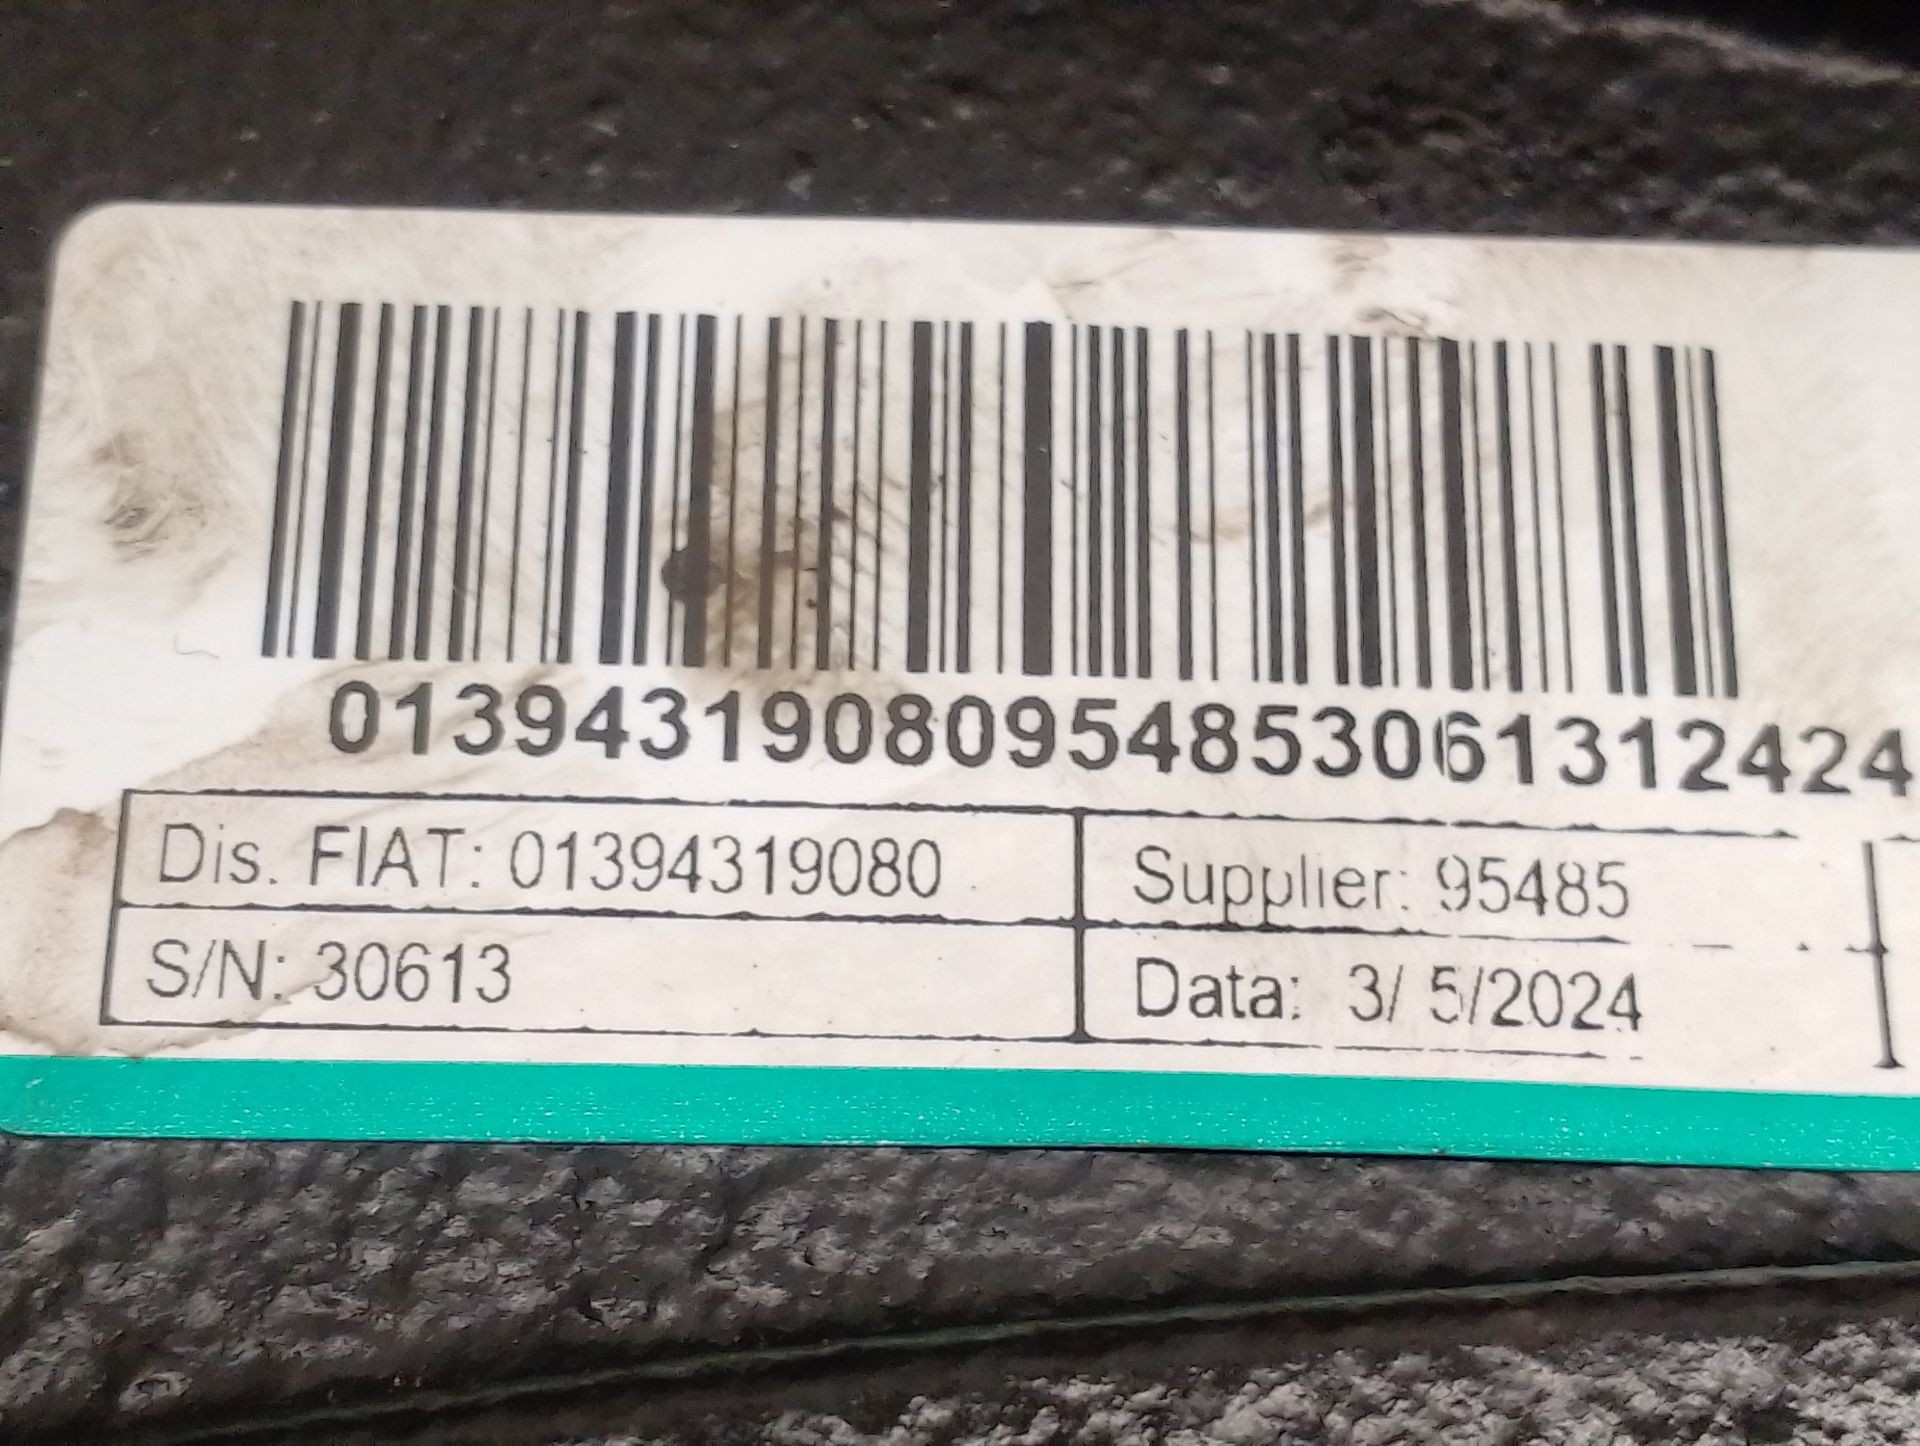 01394319080954853061312424
Dis. FIAT: 01394319080
Supplier: 95485
S/N: 30613
Data: 3/ 5/2024